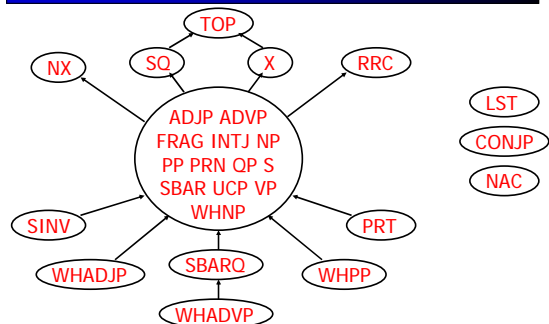 TOP
NX
SQ
X
RRC
ADJP ADVP
FRAG INTJ NP
PP PRN QP S
SBAR UCP VP
WHNP
LST
CONJP
NAC
SINV
PRT
WHADJP
SBARQ
WHPP
WHADVP